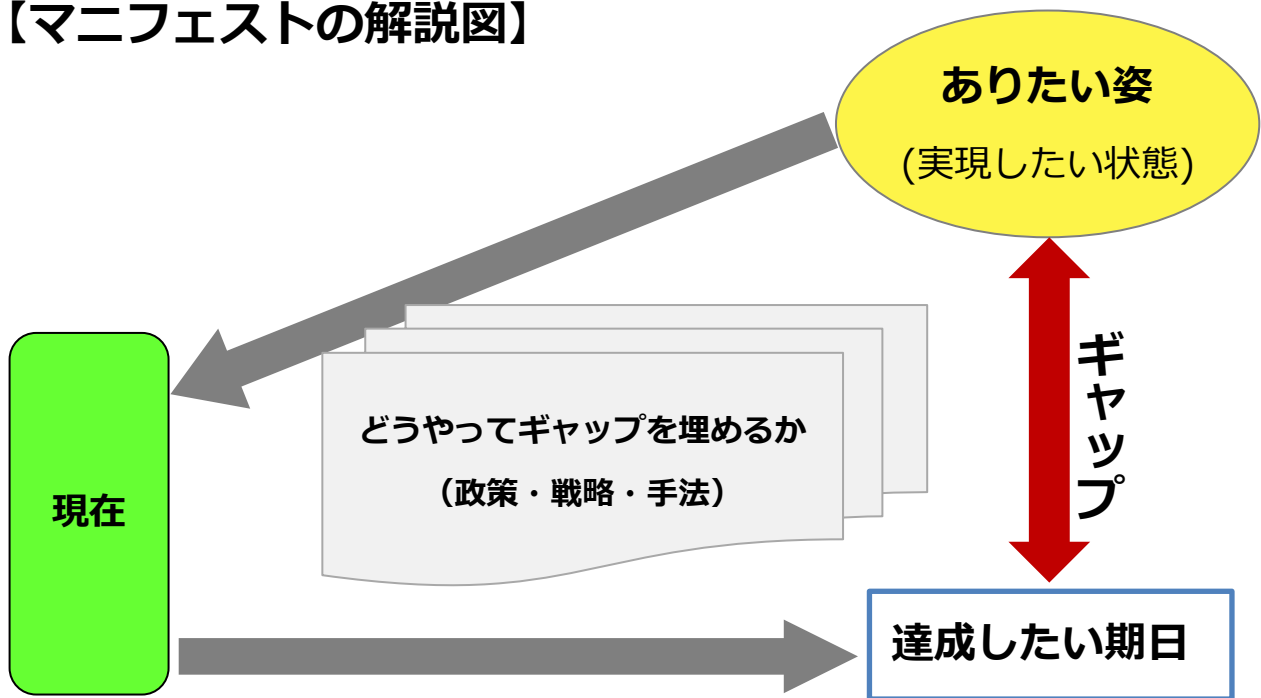 【マニフェストの解説図】
ありたい姿
(実現したい状態)
どうやってギャップを埋めるか
（政策・戦略・手法）
ギャップ
現在
達成したい期日